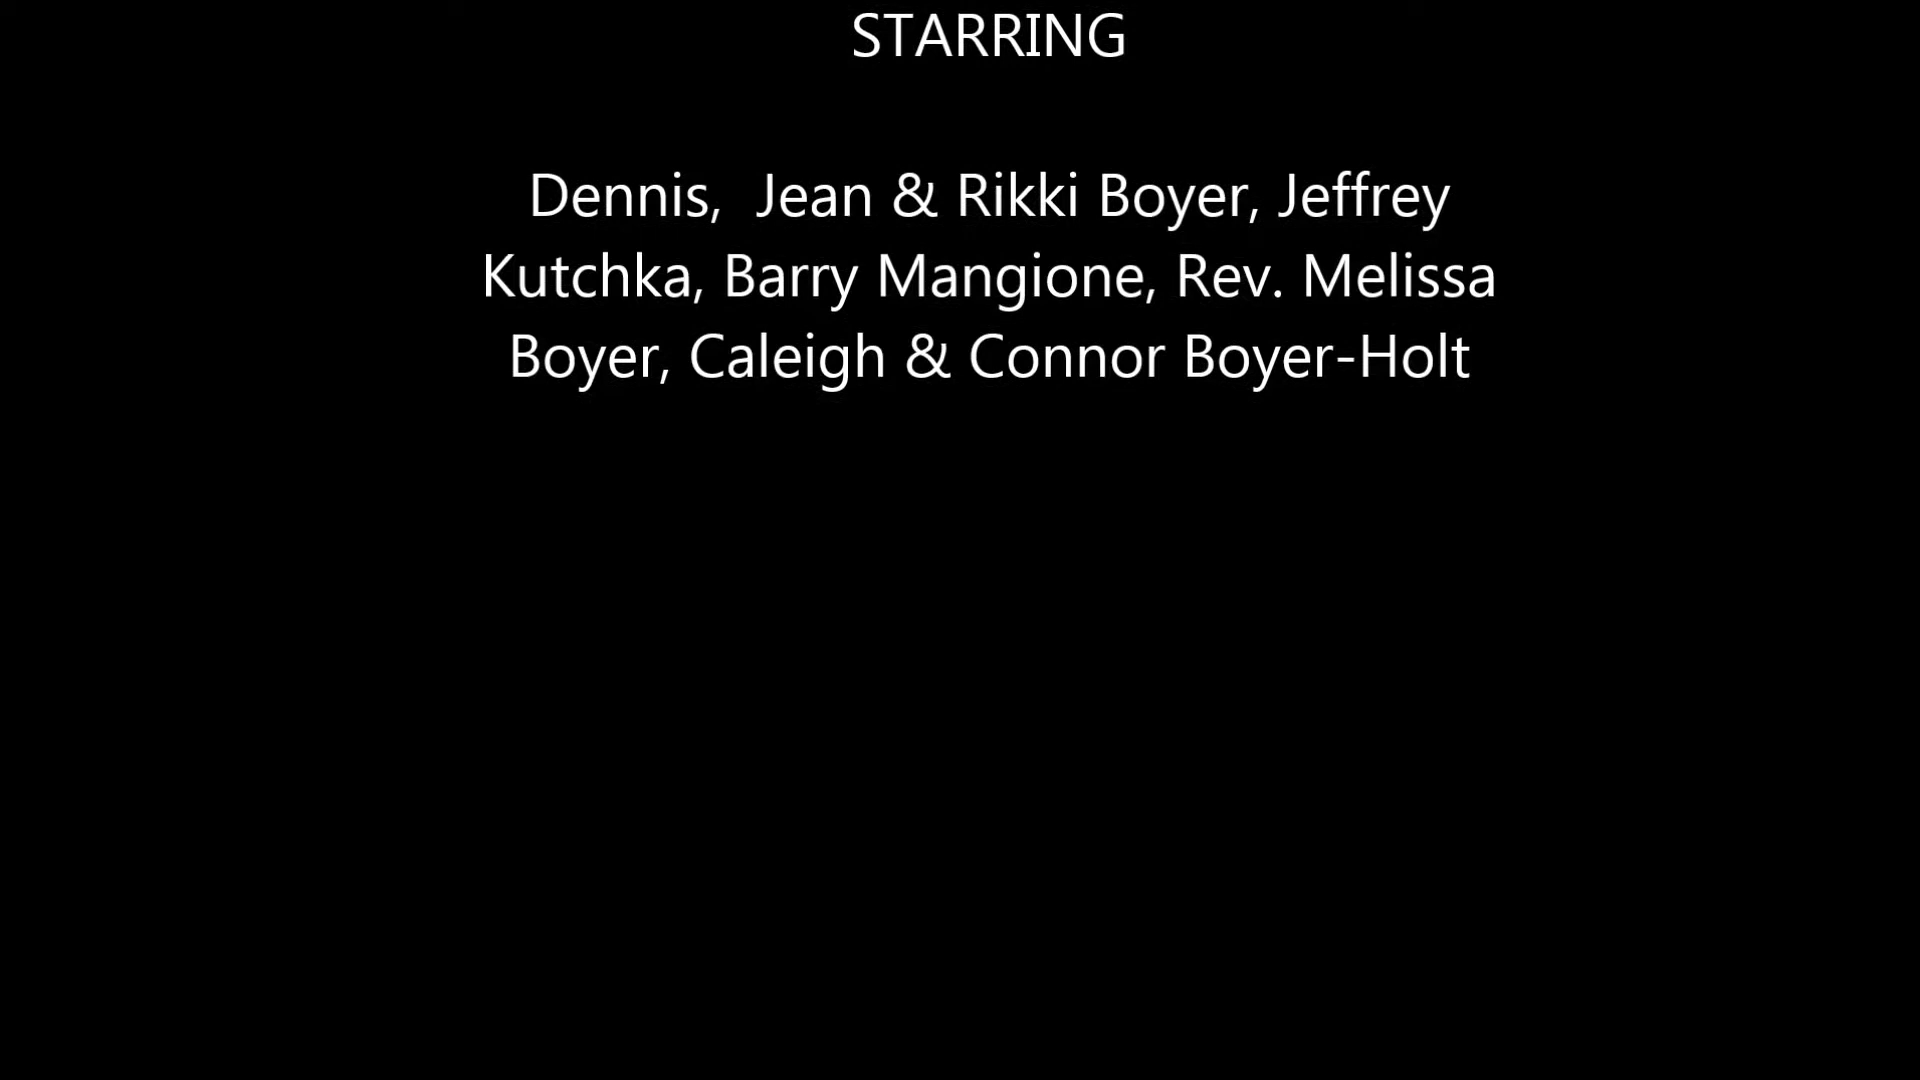 STARRING
Dennis,  Jean & Rikki Boyer, Jeffrey
Kutchka, Barry Mangione, Rev. Melissa
Boyer, Caleigh & Connor Boyer-Holt